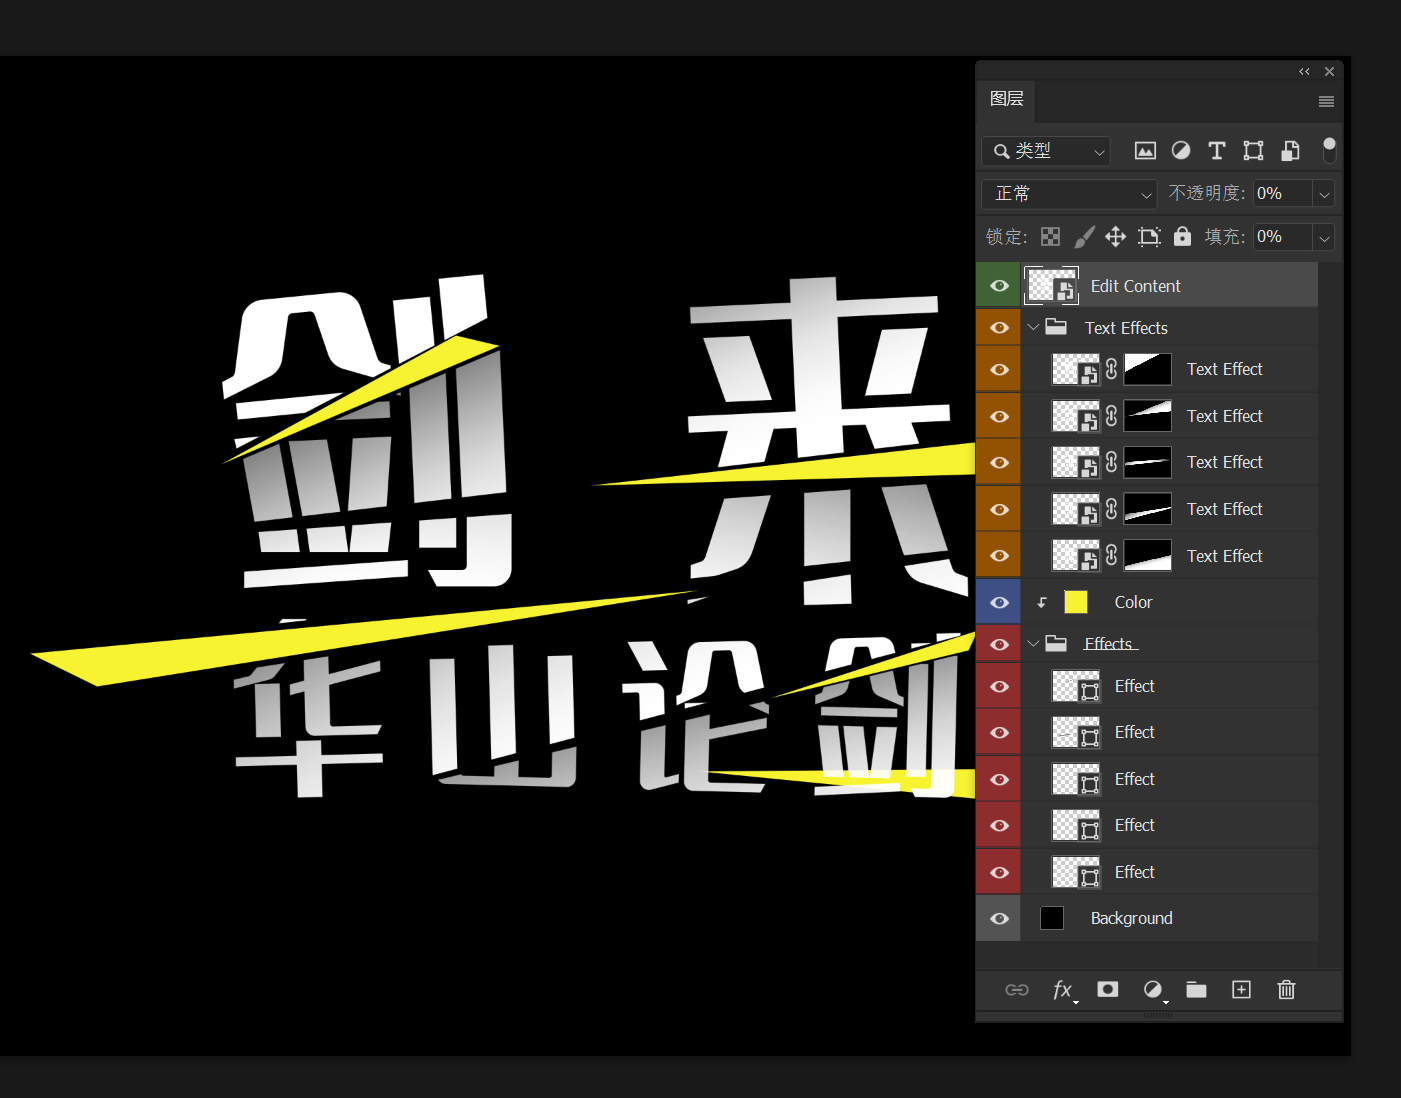 剑来
华山论剑
图层
类型
正常 不透明度: 0%
锁定: 填充: 0%
Edit Content
Text Effects
Text Effect
Text Effect
Text Effect
Text Effect
Text Effect
Color
Effects
Effect
Effect
Effect
Effect
Effect
Background
fx